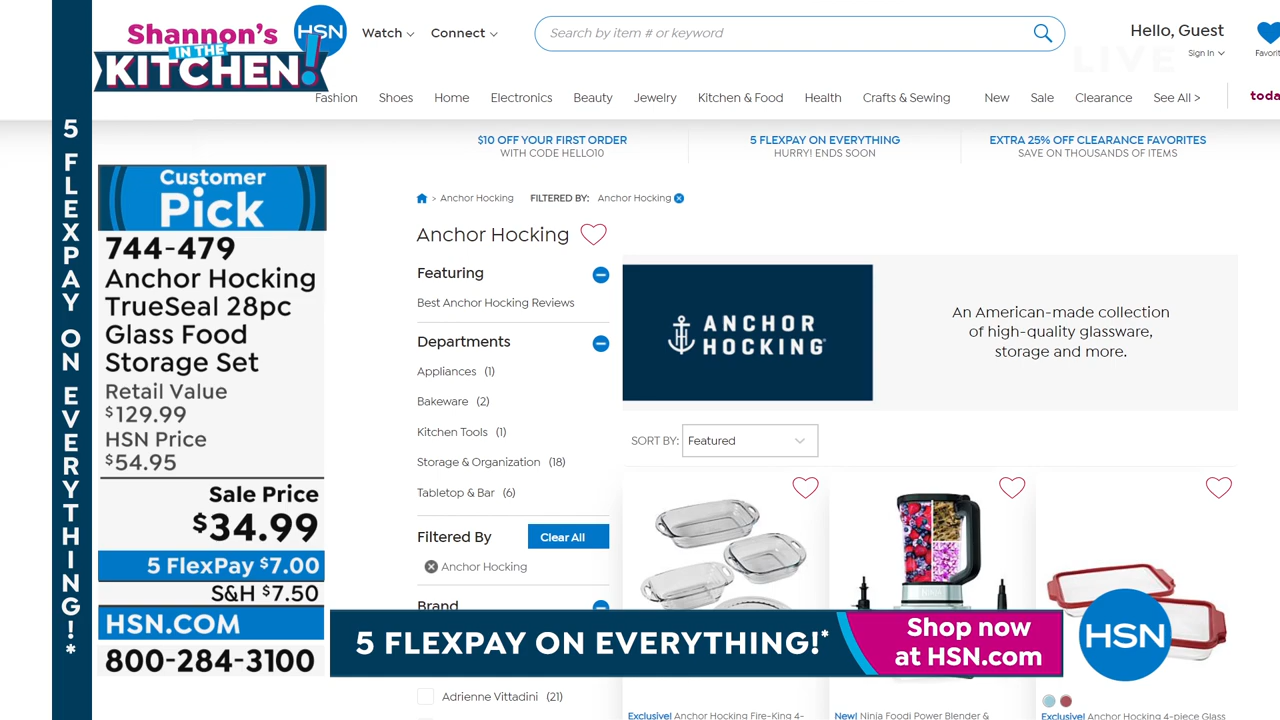 Shannon's
IN THE
KITCHEN!
HSN
Watch
Connect
Search by item # or keyword
Hello, Guest
Sign In
LIVE
Fashion
Shoes
Home
Electronics
Beauty
Jewelry
Kitchen & Food
Health
Crafts & Sewing
New
Sale
Clearance
See All >
$10 OFF YOUR FIRST ORDER
WITH CODE HELLO10
5 FLEXPAY ON EVERYTHING
HURRY! ENDS SOON
EXTRA 25% OFF CLEARANCE FAVORITES
SAVE ON THOUSANDS OF ITEMS
5 FLEXPAY ON EVERYTHING!*
Customer
Pick
744-479
Anchor Hocking
TrueSeal 28pc
Glass Food
Storage Set
Retail Value
$129.99
HSN Price
$54.95
Sale Price
$34.99
5 FlexPay $7.00
S&H $7.50
HSN.COM
800-284-3100
> Anchor Hocking
FILTERED BY: Anchor Hocking
Anchor Hocking
Featuring
Best Anchor Hocking Reviews
Departments
Appliances (1)
Bakeware (2)
Kitchen Tools (1)
Storage & Organization (18)
Tabletop & Bar (6)
Filtered By
Clear All
Anchor Hocking
Brand
Adrienne Vittadini (21)
ANCHOR
HOCKING
An American-made collection
of high-quality glassware,
storage and more.
SORT BY: Featured
5 FLEXPAY ON EVERYTHING!*
Shop now
at HSN.com
HSN
Exclusive! Anchor Hocking Fire-King 4-
New! Ninja Foodi Power Blender &
Exclusive! Anchor Hocking 4-piece Glass